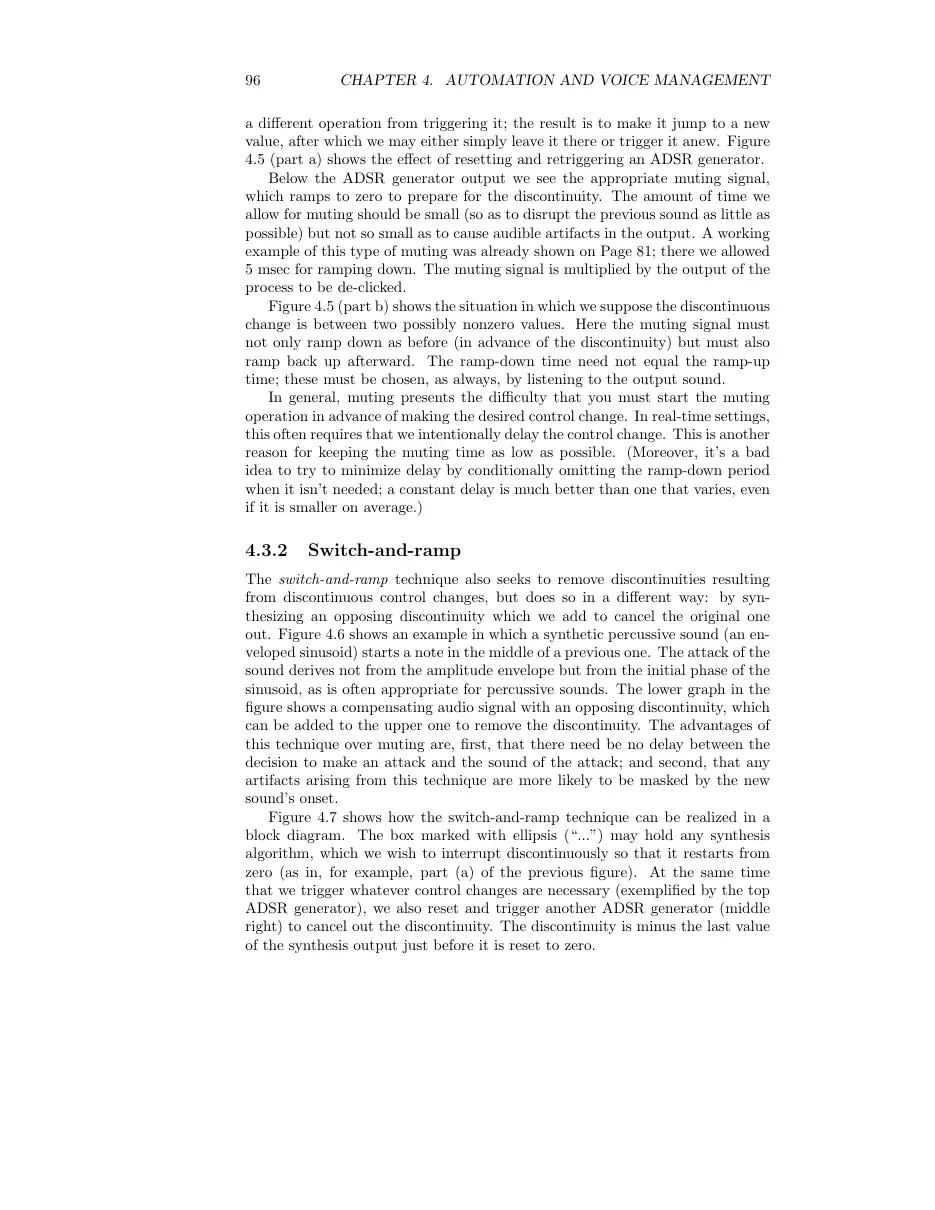 96 CHAPTER 4. AUTOMATION AND VOICE MANAGEMENT
a different operation from triggering it; the result is to make it jump to a new
value, after which we may either simply leave it there or trigger it anew. Figure
4.5 (part a) shows the effect of resetting and retriggering an ADSR generator.
Below the ADSR generator output we see the appropriate muting signal,
which ramps to zero to prepare for the discontinuity. The amount of time we
allow for muting should be small (so as to disrupt the previous sound as little as
possible) but not so small as to cause audible artifacts in the output. A working
example of this type of muting was already shown on Page 81; there we allowed
5 msec for ramping down. The muting signal is multiplied by the output of the
process to be de-clicked.
Figure 4.5 (part b) shows the situation in which we suppose the discontinuous
change is between two possibly nonzero values. Here the muting signal must
not only ramp down as before (in advance of the discontinuity) but must also
ramp back up afterward. The ramp-down time need not equal the ramp-up
time; these must be chosen, as always, by listening to the output sound.
In general, muting presents the difficulty that you must start the muting
operation in advance of making the desired control change. In real-time settings,
this often requires that we intentionally delay the control change. This is another
reason for keeping the muting time as low as possible. (Moreover, it's a bad
idea to try to minimize delay by conditionally omitting the ramp-down period
when it isn't needed; a constant delay is much better than one that varies, even
if it is smaller on average.)
4.3.2 Switch-and-ramp
The switch-and-ramp technique also seeks to remove discontinuities resulting
from discontinuous control changes, but does so in a different way: by syn-
thesizing an opposing discontinuity which we add to cancel the original one
out. Figure 4.6 shows an example in which a synthetic percussive sound (an en-
veloped sinusoid) starts a note in the middle of a previous one. The attack of the
sound derives not from the amplitude envelope but from the initial phase of the
sinusoid, as is often appropriate for percussive sounds. The lower graph in the
figure shows a compensating audio signal with an opposing discontinuity, which
can be added to the upper one to remove the discontinuity. The advantages of
this technique over muting are, first, that there need be no delay between the
decision to make an attack and the sound of the attack; and second, that any
artifacts arising from this technique are more likely to be masked by the new
sound's onset.
Figure 4.7 shows how the switch-and-ramp technique can be realized in a
block diagram. The box marked with ellipsis (“...”) may hold any synthesis
algorithm, which we wish to interrupt discontinuously so that it restarts from
zero (as in, for example, part (a) of the previous figure). At the same time
that we trigger whatever control changes are necessary (exemplified by the top
ADSR generator), we also reset and trigger another ADSR generator (middle
right) to cancel out the discontinuity. The discontinuity is minus the last value
of the synthesis output just before it is reset to zero.